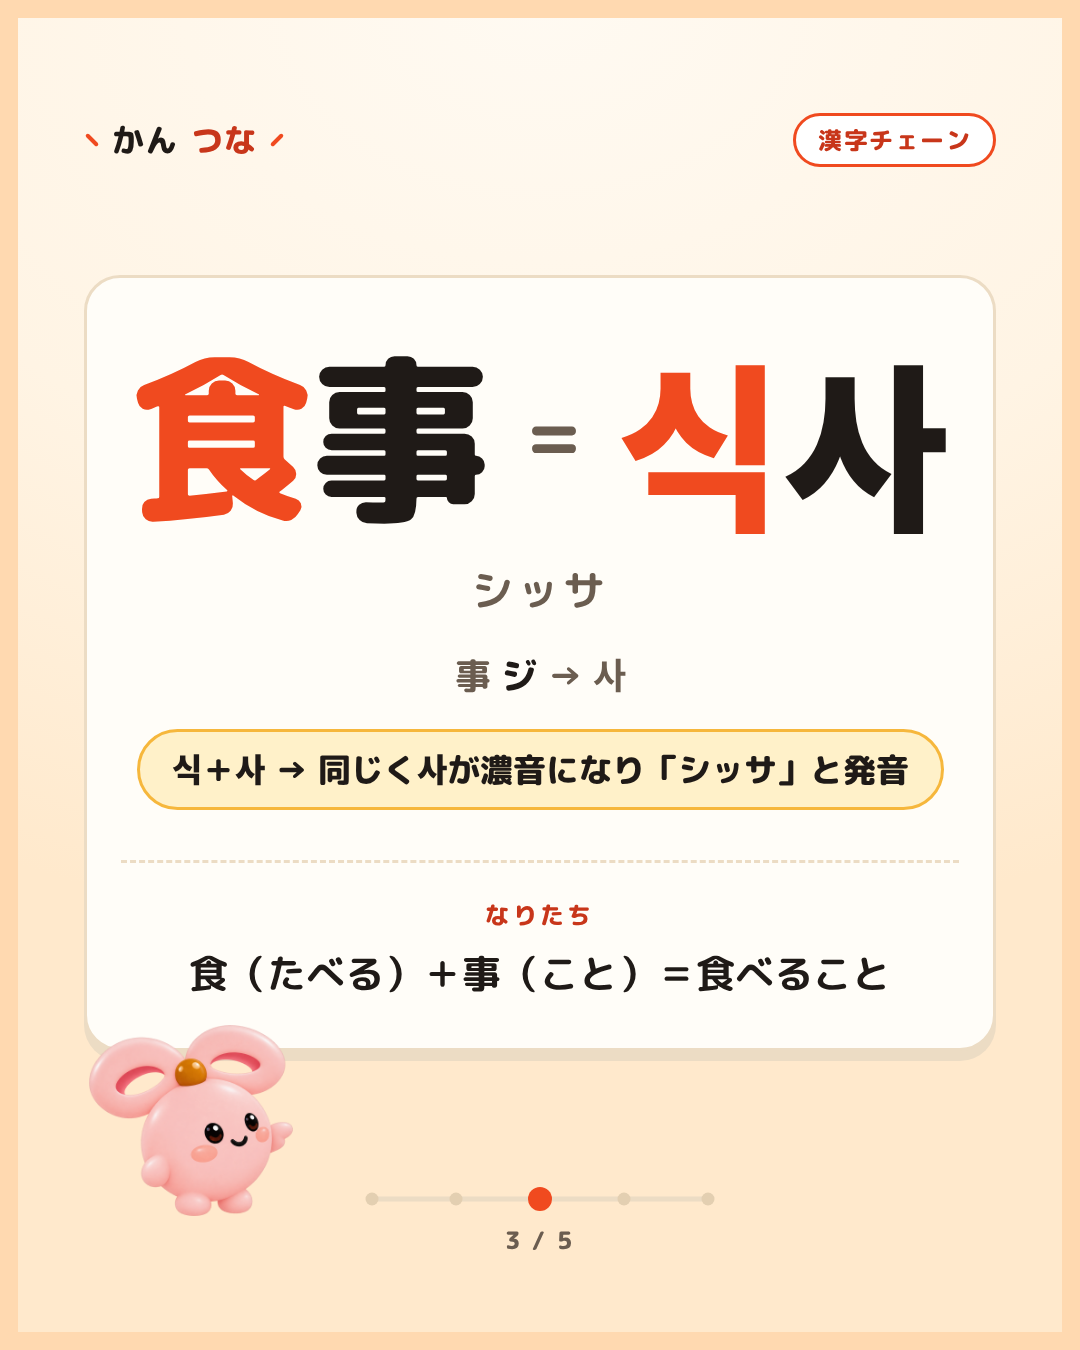 かん つな
漢字チェーン
食事 = 식사
シッサ
事 ジ → 사
식+사 → 同じく사が濃音になり「シッサ」と発音
なりたち
食（たべる）＋事（こと）＝食べること
3 / 5